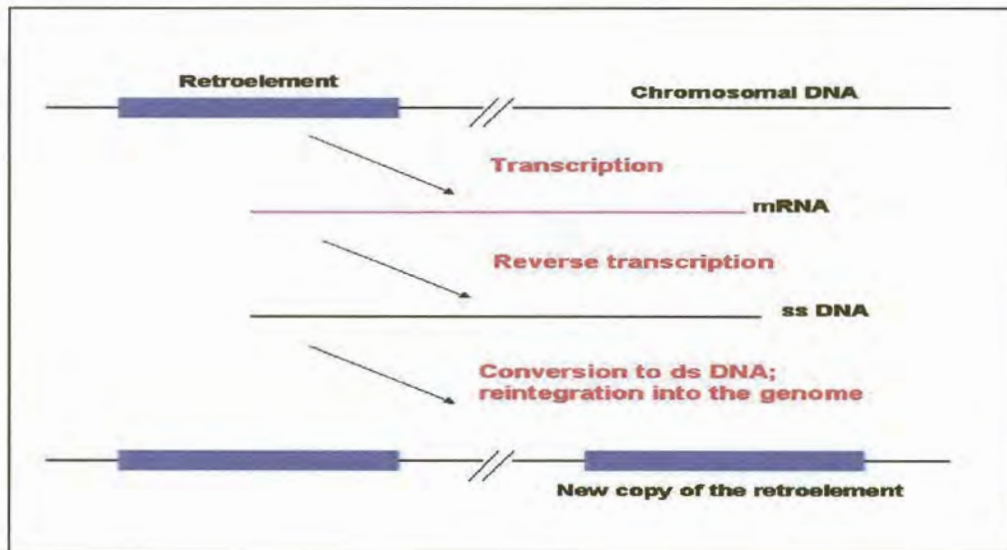 Retroelement
Chromosomal DNA
Transcription
mRNA
Reverse transcription
ss DNA
Conversion to ds DNA;
reintegration into the genome
New copy of the retroelement